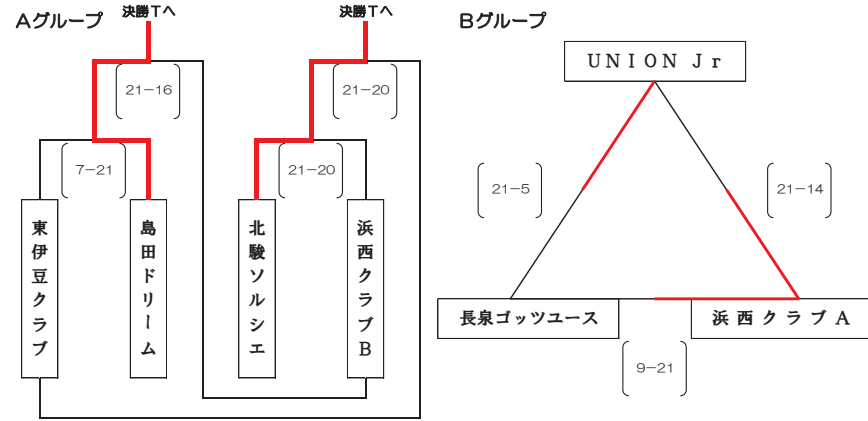 Aグループ
決勝Tへ
決勝Tへ
21-16
21-20
7-21
21-20
東伊豆クラブ
島田ドリーム
北駿ソルシエ
浜西クラブB
Bグループ
UNION Jr
21-5
21-14
長泉ゴッツユース
浜西クラブA
9-21